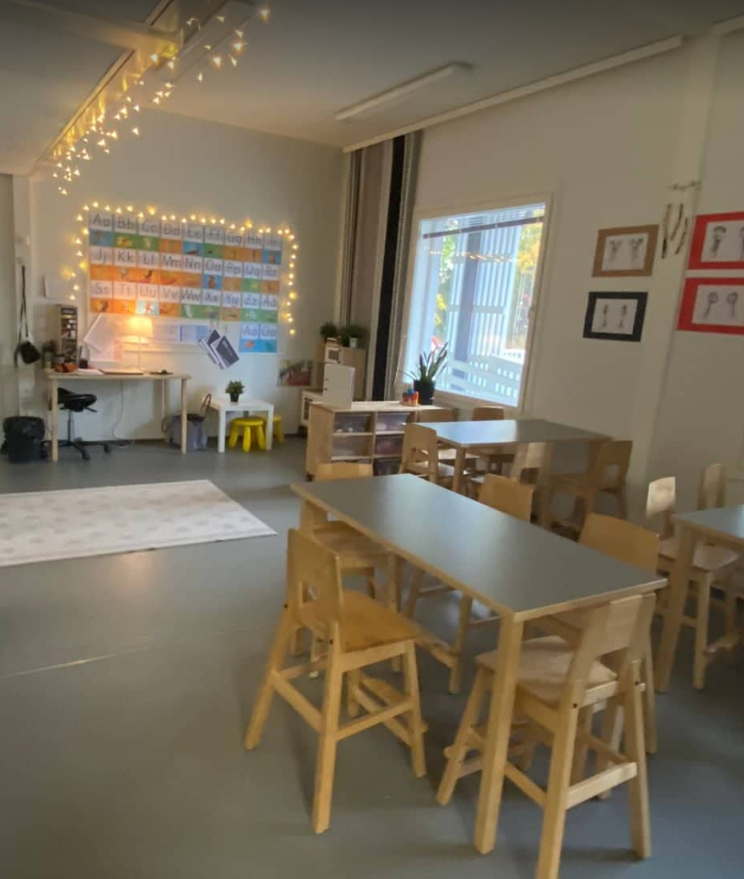 Aa Bb Cc Dd Ee Ff Gg Hh Ii
Jj Kk Ll Mm Nn Oo Pp Qq Rr
Ss Tt Uu Vv Ww Xx Yy Zz Åå
Ää Öö